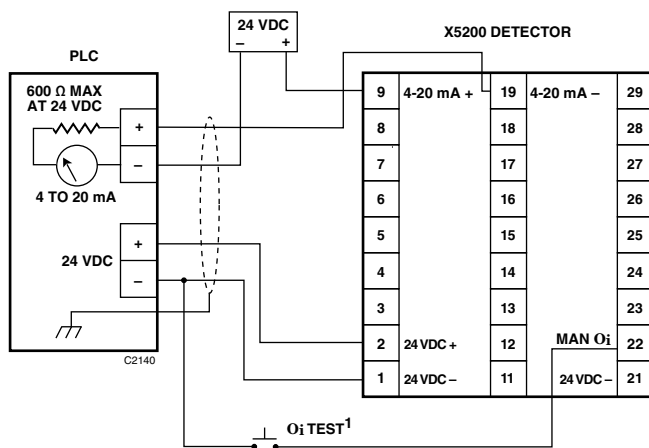 24 VDC
– +
PLC
X5200 DETECTOR
600 Ω MAX
AT 24 VDC
+
–
4 TO 20 mA
24 VDC
+
–
C2140
9 4-20 mA + 19 4-20 mA – 29
8 18 28
7 17 27
6 16 26
5 15 25
4 14 24
3 13 23
2 24 VDC + 12 MAN Oi 22
1 24 VDC – 11 24 VDC – 21
Oi TEST1